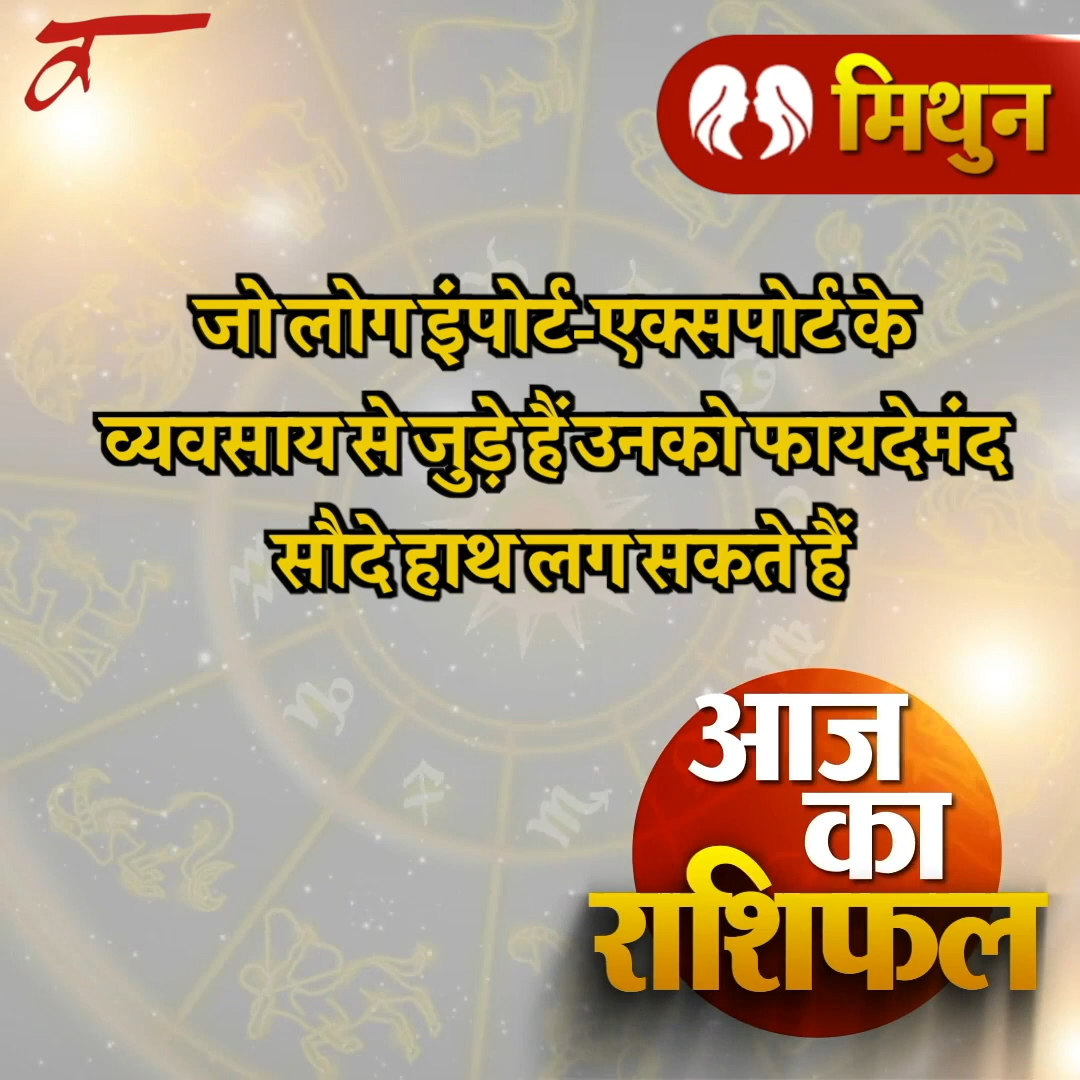 मिथुन
जो लोग इंपोर्ट-एक्सपोर्ट के
व्यवसाय से जुड़े हैं उनको फायदेमंद
सौदे हाथ लग सकते हैं
आज
का
राशिफल